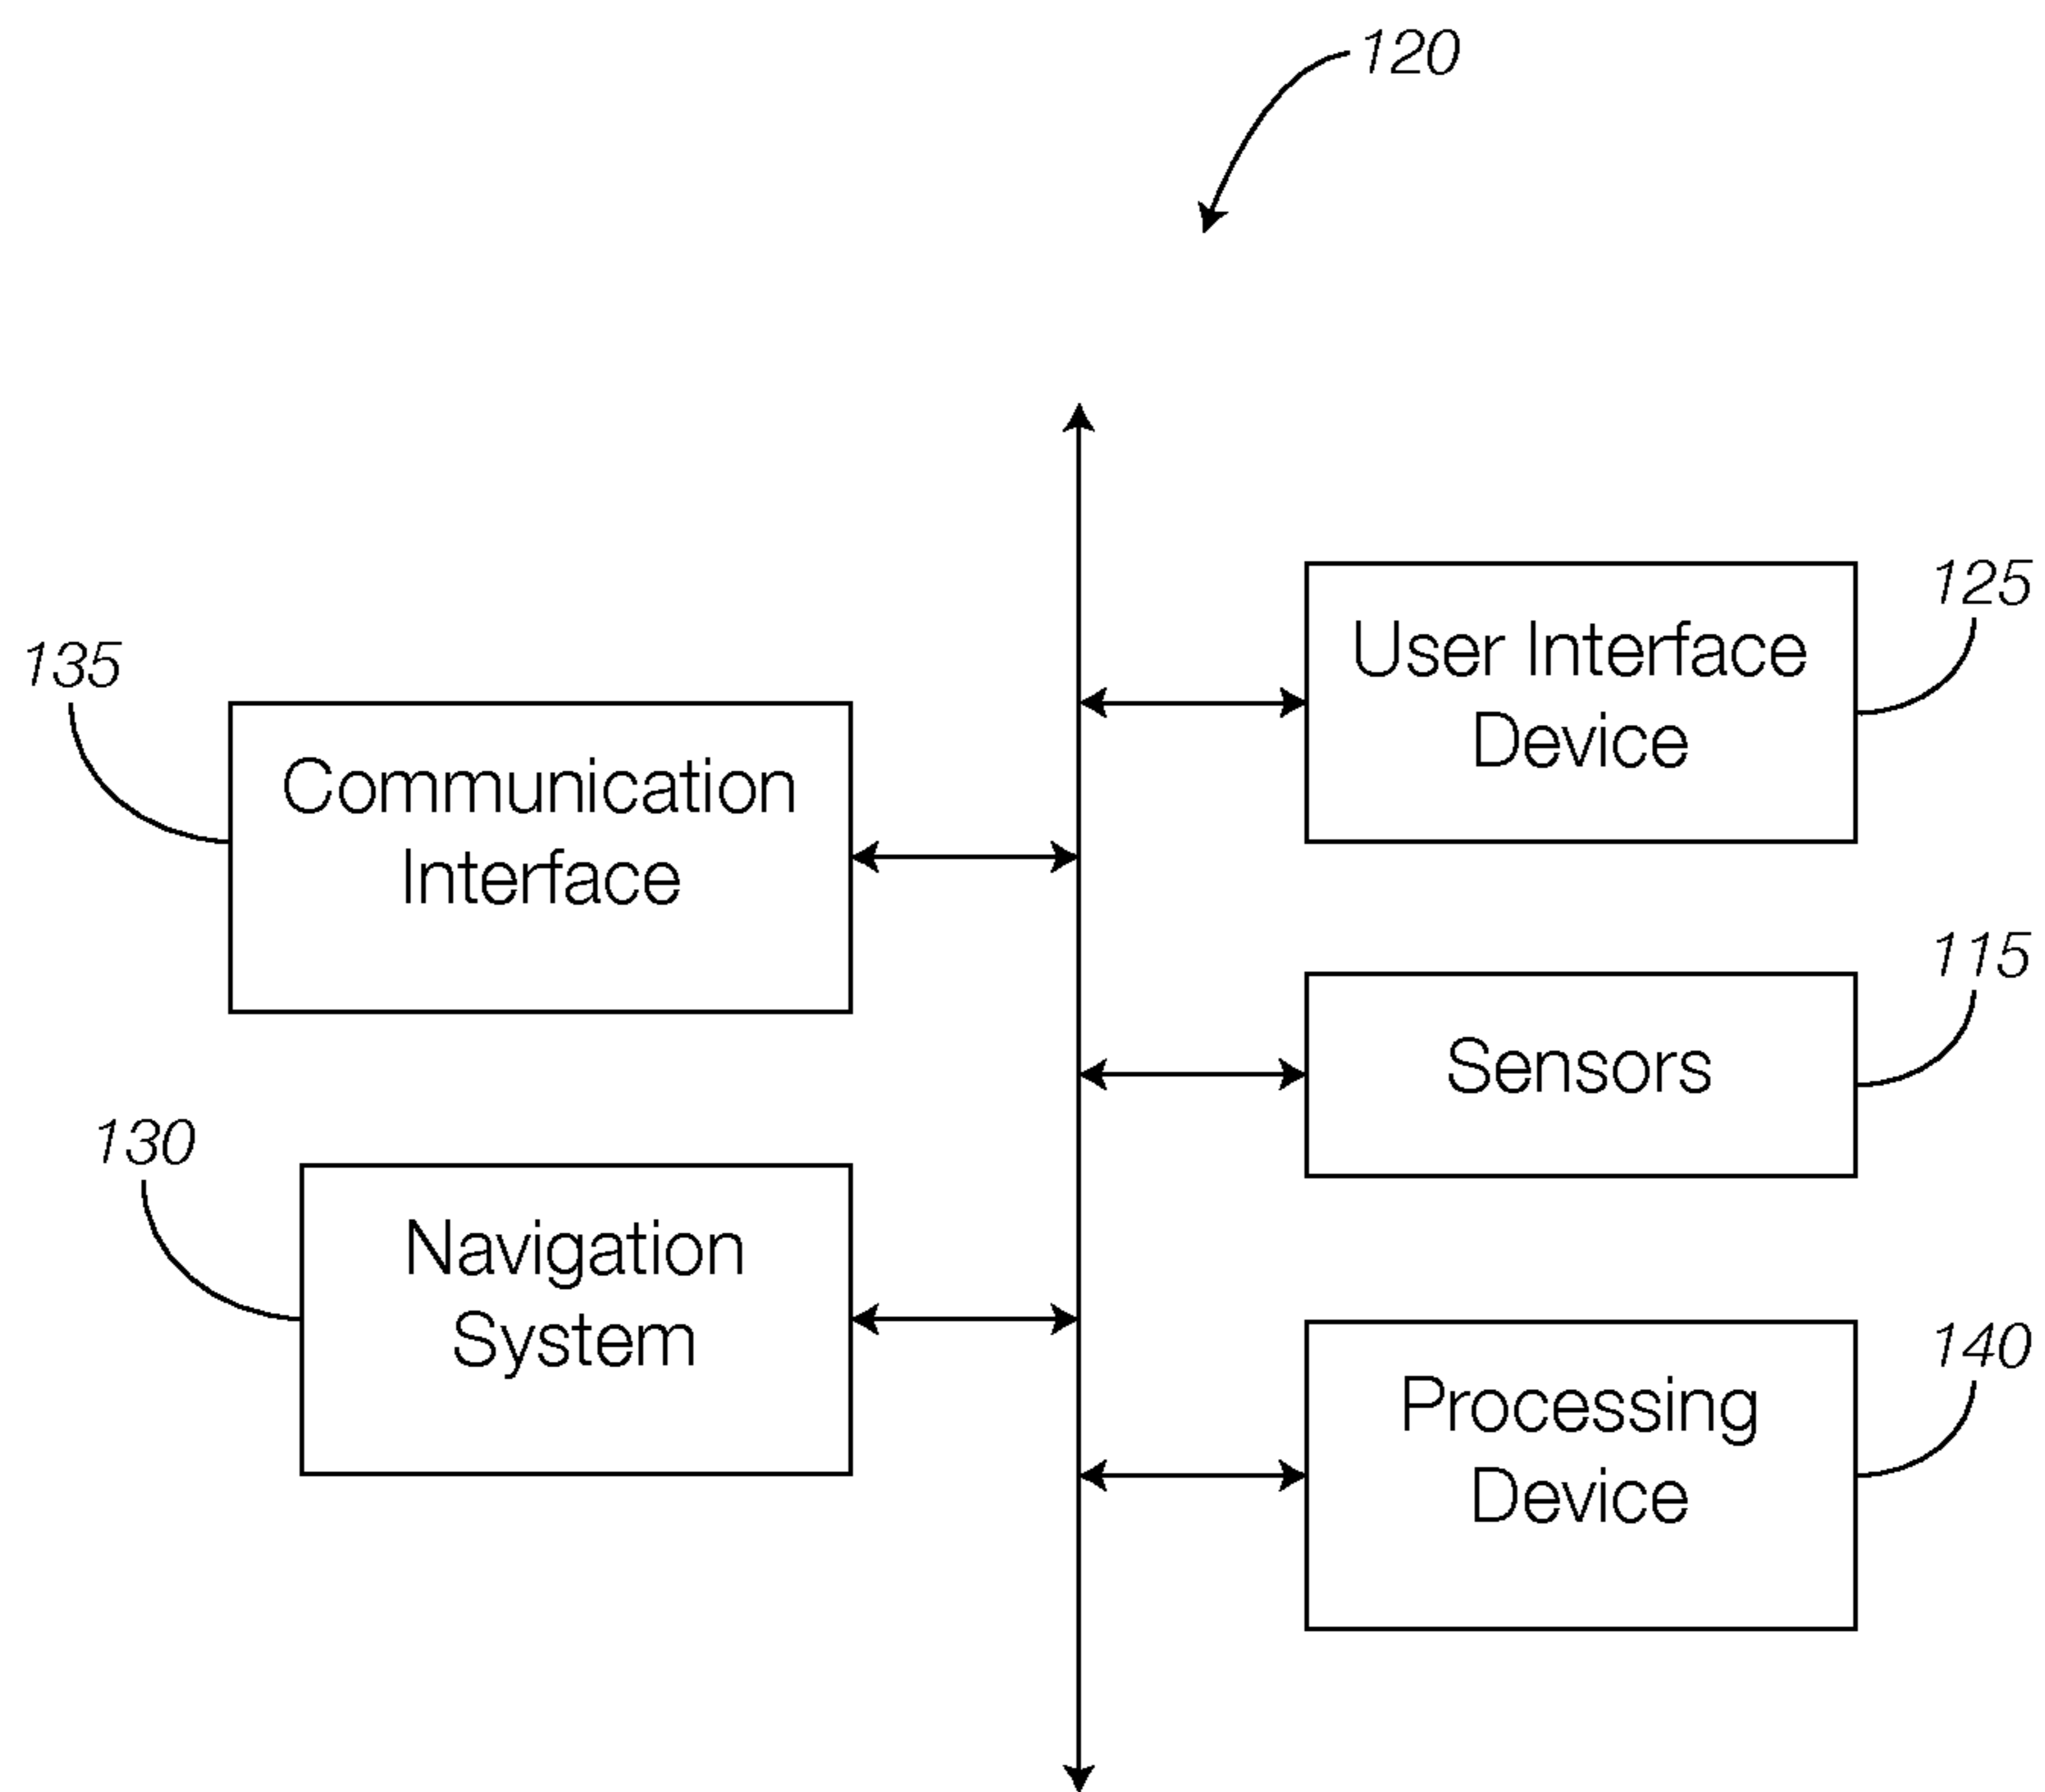 120
125
User Interface
Device
135
Communication
Interface
115
Sensors
130
Navigation
System
140
Processing
Device